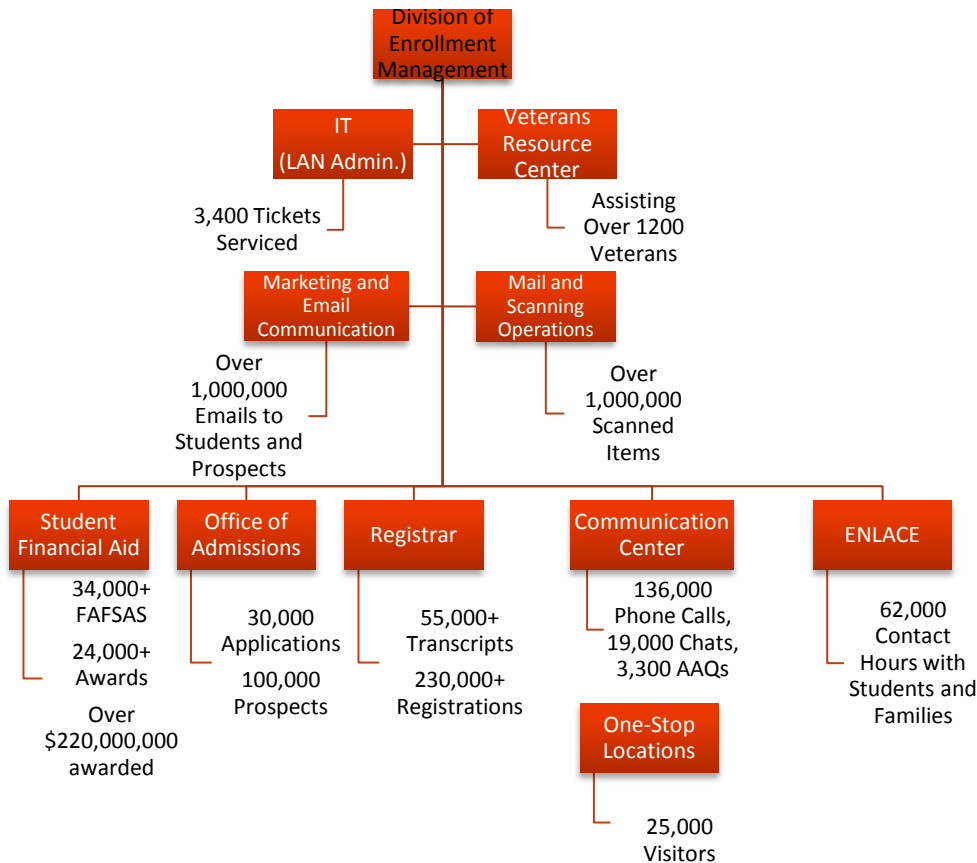 Division of
Enrollment
Management
IT
(LAN Admin.)
3,400 Tickets
Serviced
Veterans
Resource
Center
Assisting
Over 1200
Veterans
Marketing and
Email
Communication
Over
1,000,000
Emails to
Students and
Prospects
Mail and
Scanning
Operations
Over
1,000,000
Scanned
Items
Student
Financial Aid
34,000+
FAFSAS
24,000+
Awards
Over
$220,000,000
awarded
Office of
Admissions
30,000
Applications
100,000
Prospects
Registrar
55,000+
Transcripts
230,000+
Registrations
Communication
Center
136,000
Phone Calls,
19,000 Chats,
3,300 AAQs
One-Stop
Locations
25,000
Visitors
ENLACE
62,000
Contact
Hours with
Students and
Families